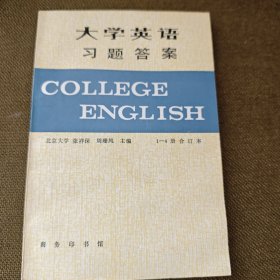 大学英语
习题答案
COLLEGE
ENGLISH
北京大学 张祥保 周珊凤 主编 1—4 册合订本
商务印书馆